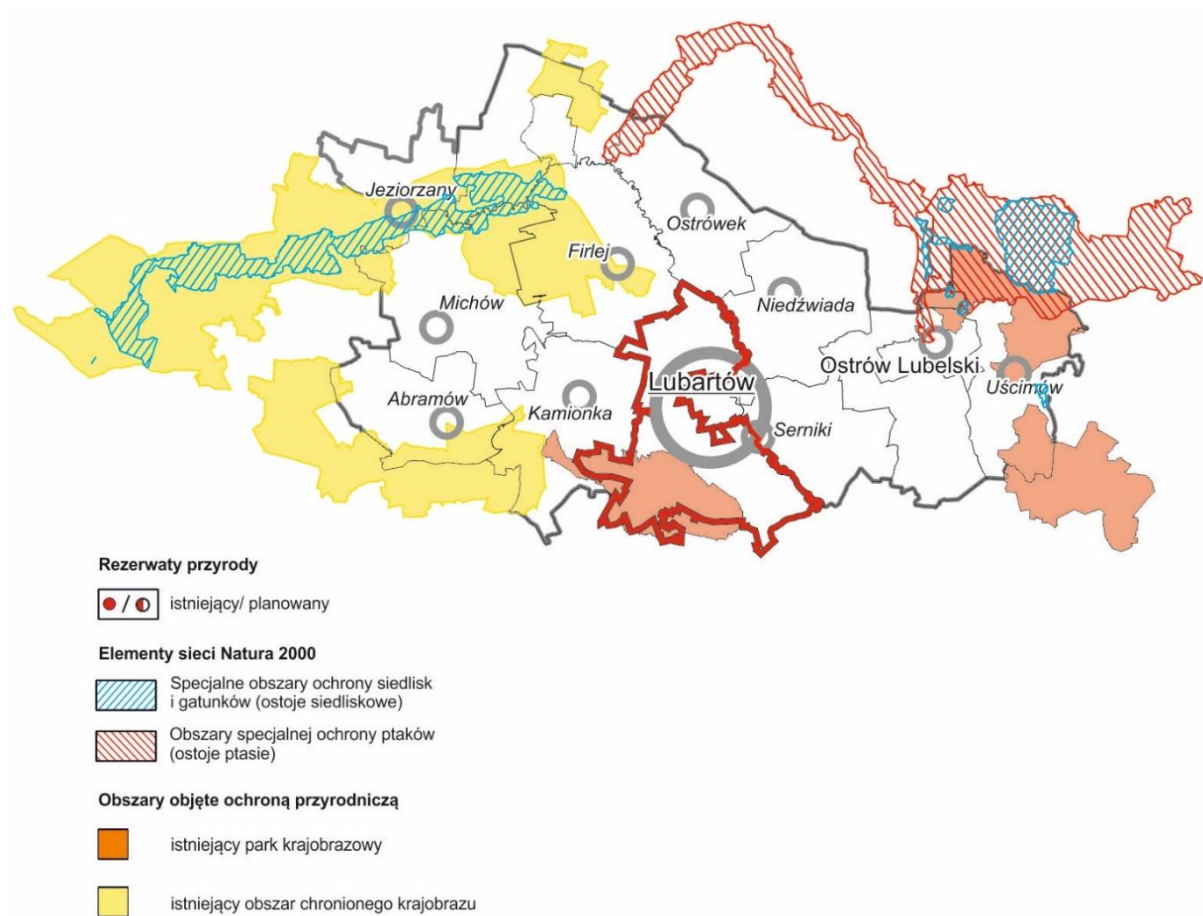 Jeziorzany
Ostrówek
Firlej
Michów
Niedźwiada
Ostrów Lubelski
Uścimów
Lubartów
Abramów
Kamionka
Serniki
Rezerwaty przyrody
/
istniejący/ planowany
Elementy sieci Natura 2000
Specjalne obszary ochrony siedlisk
i gatunków (ostoje siedliskowe)
Obszary specjalnej ochrony ptaków
(ostoje ptasie)
Obszary objęte ochroną przyrodniczą
istniejący park krajobrazowy
istniejący obszar chronionego krajobrazu